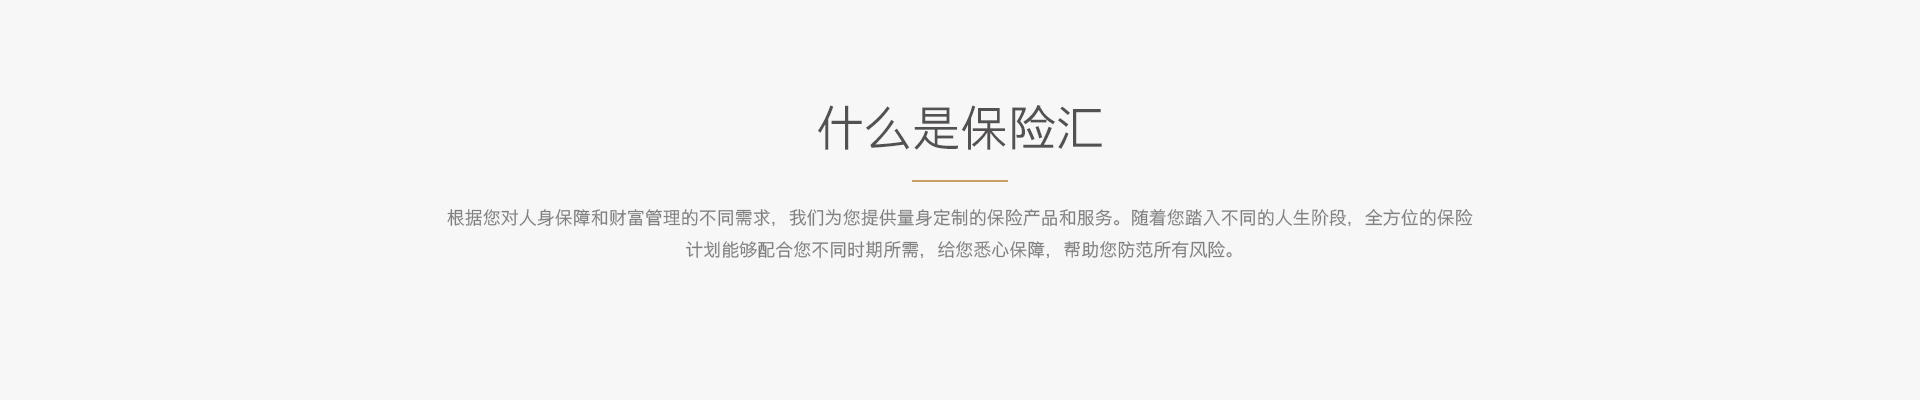 什么是保险汇
根据您对人身保障和财富管理的不同需求，我们为您提供量身定制的保险产品和服务。随着您踏入不同的人生阶段，全方位的保险
计划能够配合您不同时期所需，给您悉心保障，帮助您防范所有风险。